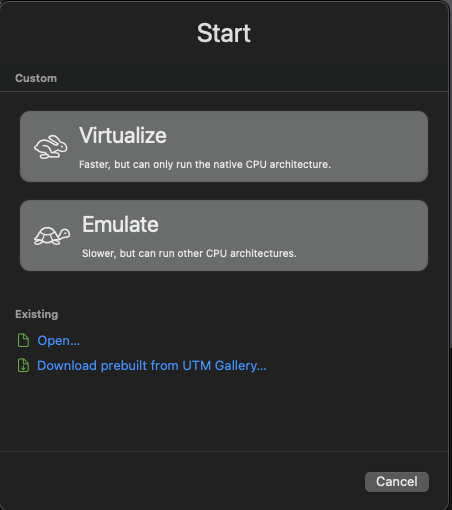 Start
Custom
Virtualize
Faster, but can only run the native CPU architecture.
Emulate
Slower, but can run other CPU architectures.
Existing
Open...
Download prebuilt from UTM Gallery...
Cancel